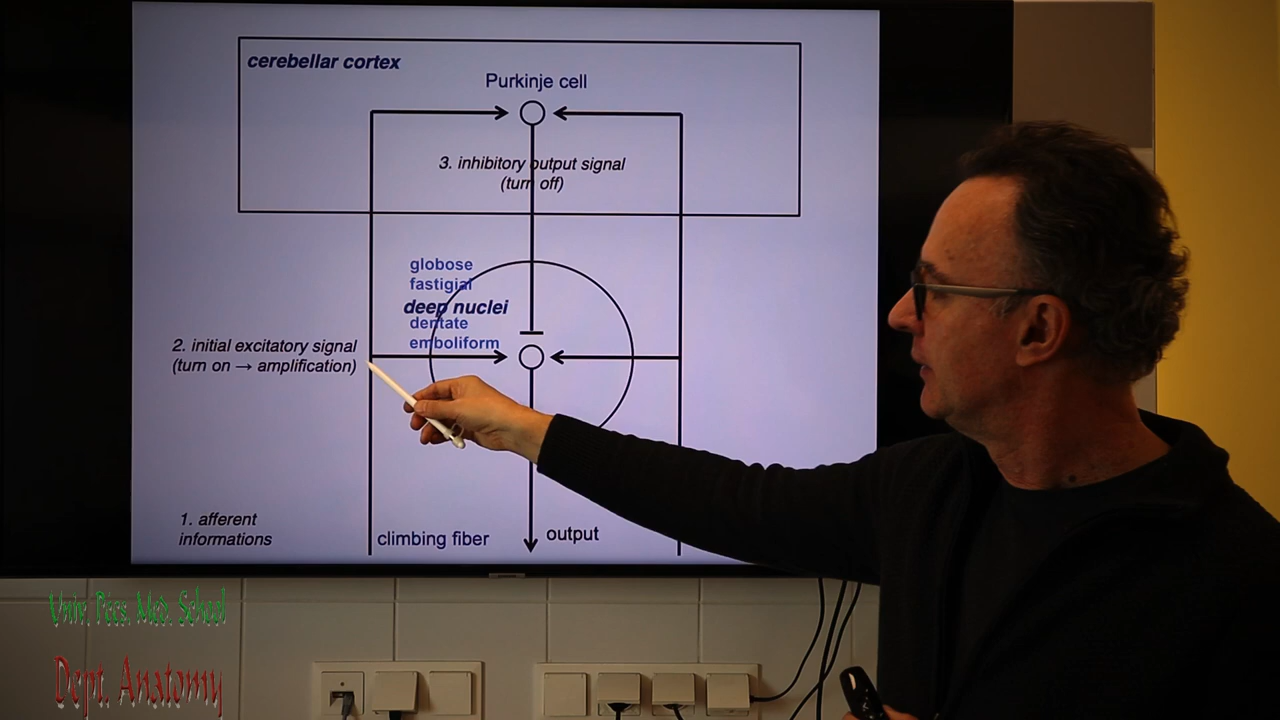 cerebellar cortex
Purkinje cell
3. inhibitory output signal
(turn off)
globose
fastigial
deep nuclei
dentate
emboliform
2. initial excitatory signal
(turn on → amplification)
1. afferent
informations
climbing fiber
output
Univ. Pecs. Med. School
Dept. Anatomy